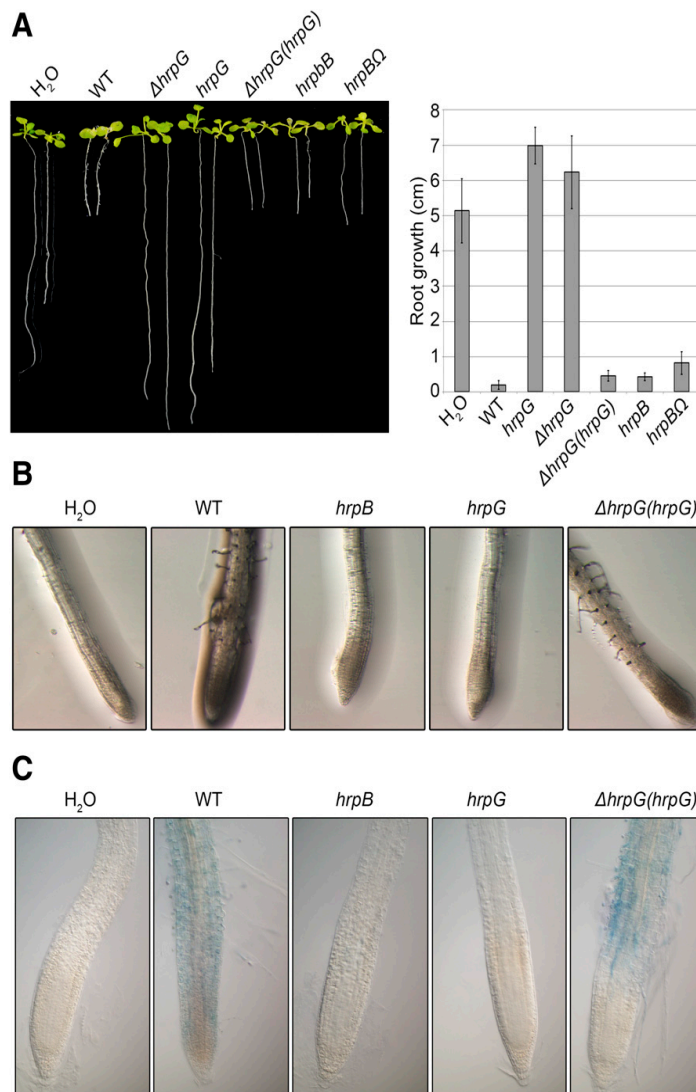 A
H₂O WT ΔhrpG hrpG ΔhrpG(hrpG) hrpbB hrpBΩ
Root growth (cm)
8
7
6
5
4
3
2
1
0
H₂O WT hrpG ΔhrpG ΔhrpG(hrpG) hrpB hrpBΩ
B
H₂O WT hrpB hrpG ΔhrpG(hrpG)
C
H₂O WT hrpB hrpG ΔhrpG(hrpG)